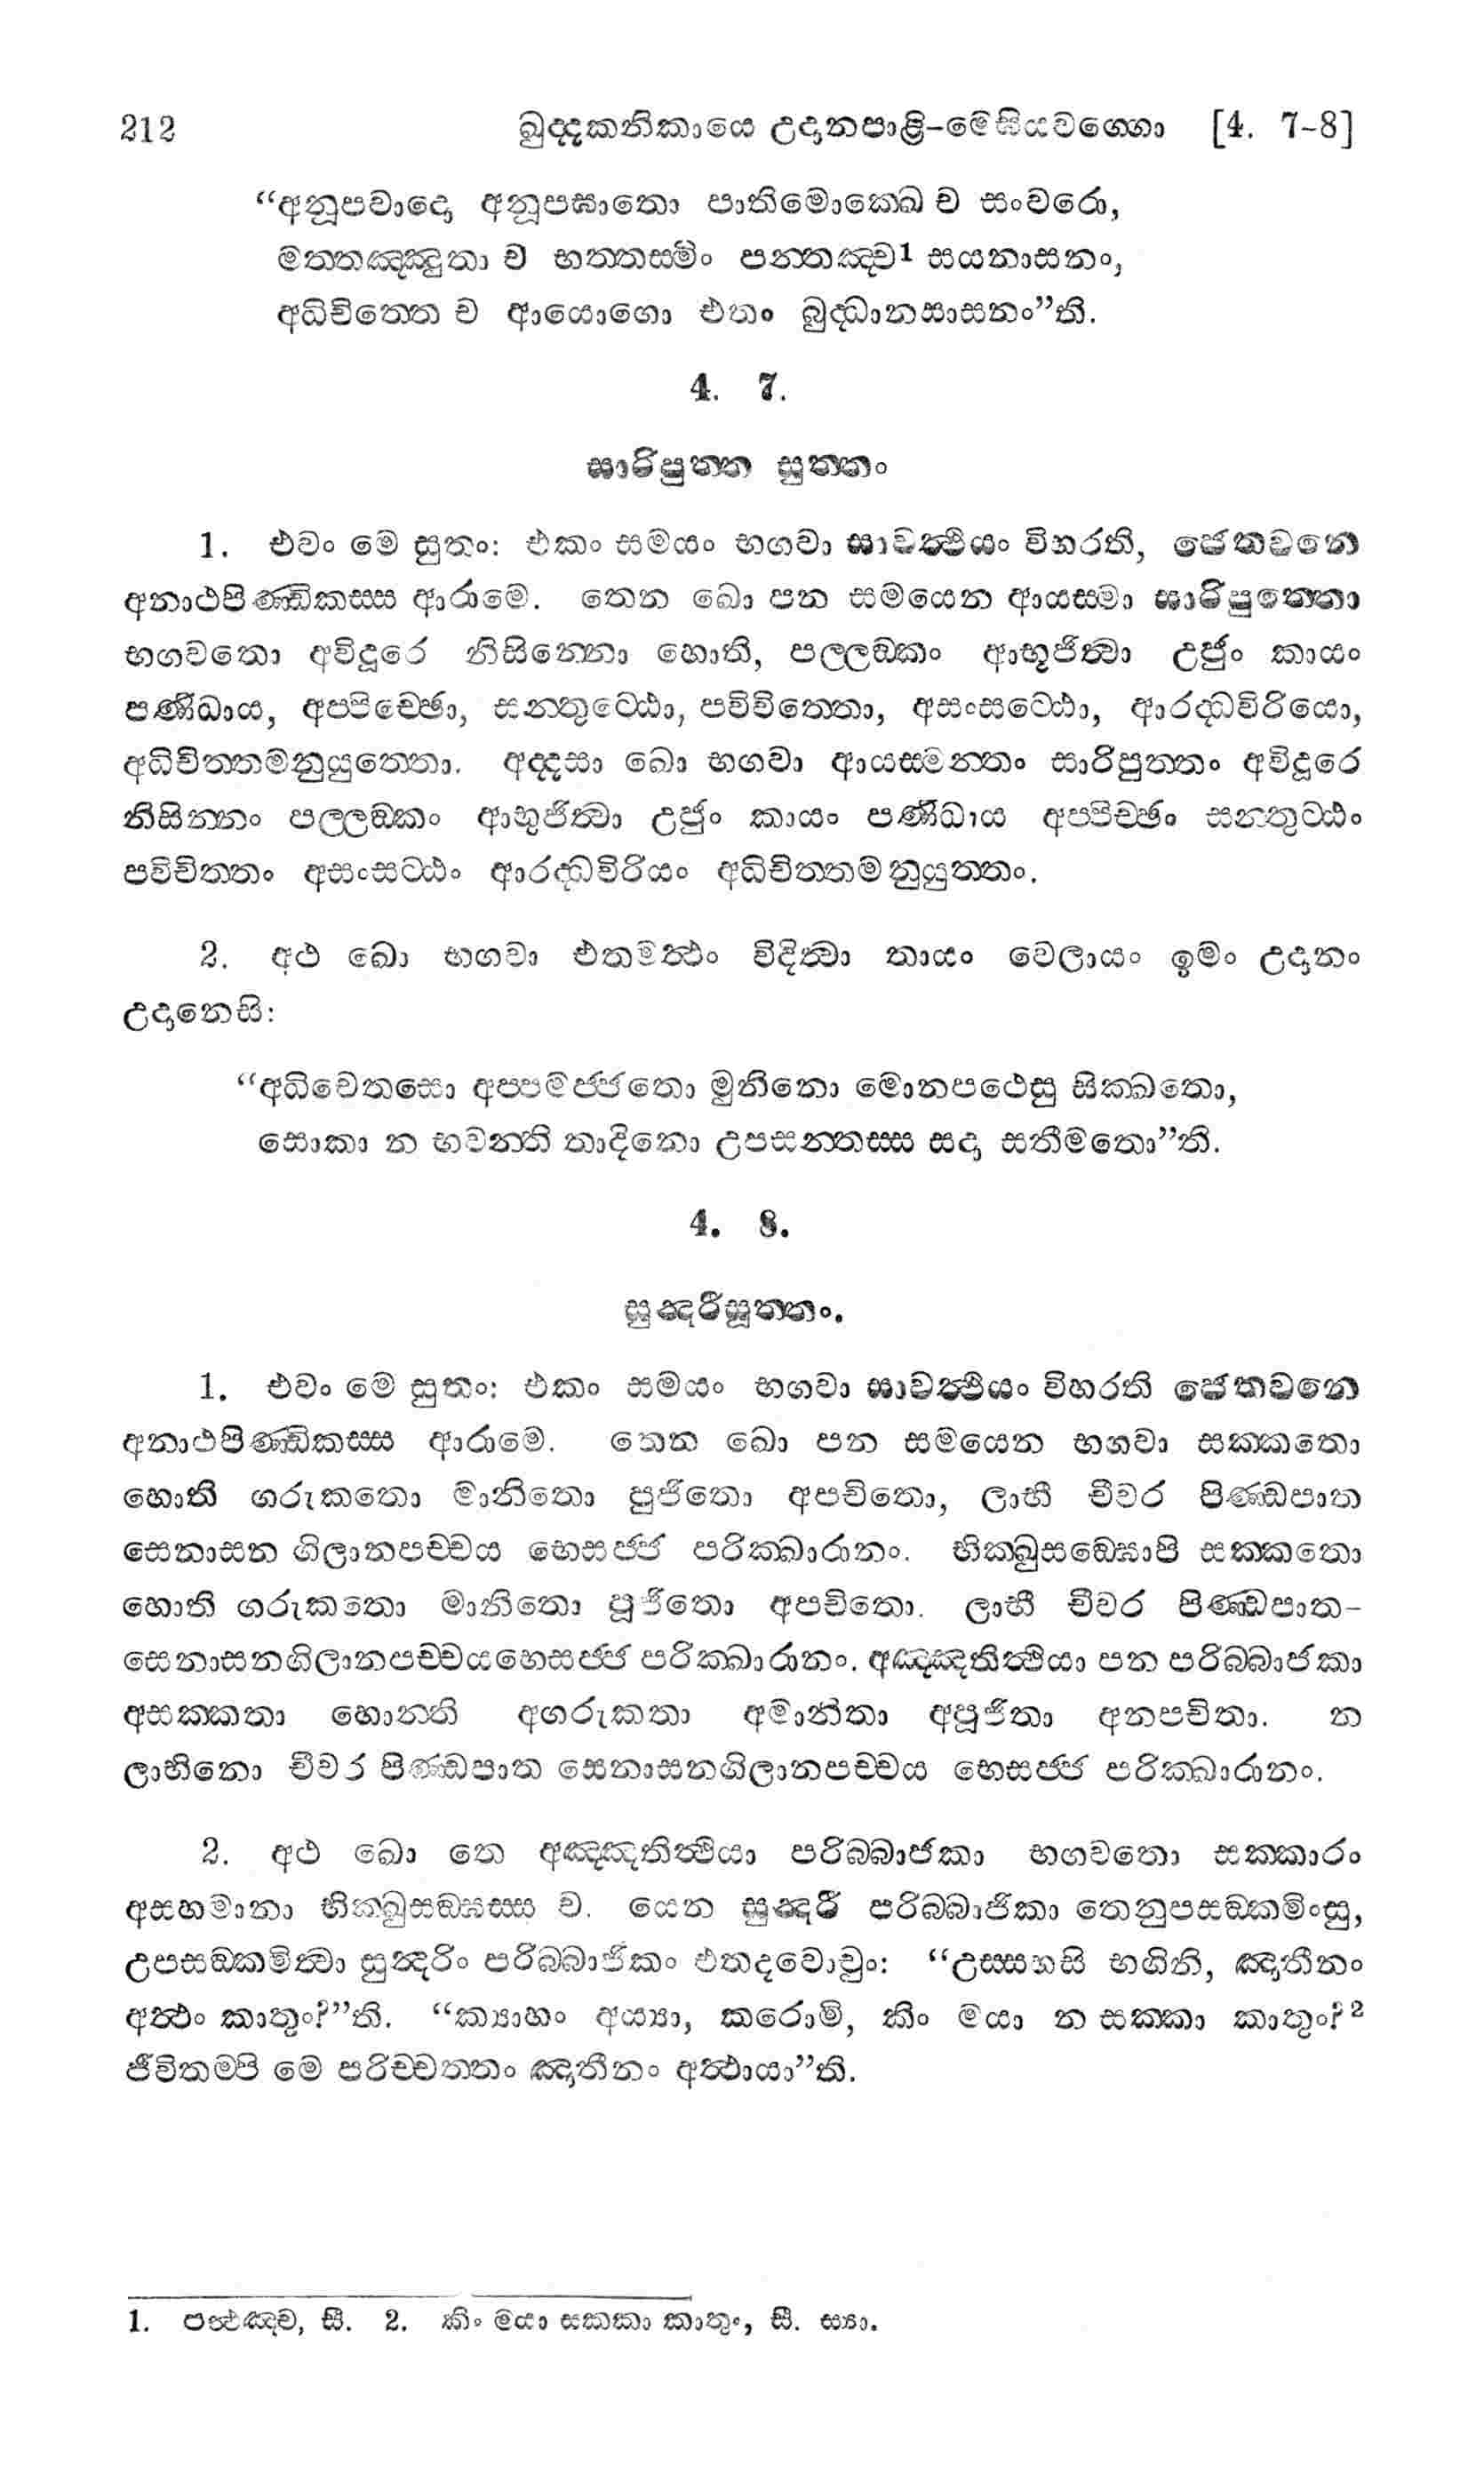 212 ඛුද්දකනිකායෙ උදානපාළි-මේඝියවග්ගො [4. 7-8]
“අනූපවාදො අනූපඝාතො පාතිමොක්ඛෙ ච සංවරො,
මත්තඤ්ඤුතා ච භත්තස්මිං පන්තඤ්ච1 සයනාසනං,
අධිචිත්තෙ ච ආයොගො එතං බුද්ධානසාසනං”ති.
4. 7.
සාරිපුත්ත සුත්තං
1. එවං මෙ සුතං: එකං සමයං භගවා සාවත්ථියං විහරති, ජෙතවනෙ
අනාථපිණ්ඩිකස්ස ආරාමෙ. තෙන ඛො පන සමයෙන ආයස්මා සාරිපුත්තො
භගවතො අවිදූරෙ නිසින්නො හොති, පල්ලඞ්කං ආභුජිත්වා උජුං කායං
පණිධාය, අප්පිච්ඡො, සන්තුට්ඨො, පවිවිත්තො, අසංසට්ඨො, ආරද්ධවිරියො,
අධිචිත්තමනුයුත්තො. අද්දසා ඛො භගවා ආයස්මන්තං සාරිපුත්තං අවිදූරෙ
නිසින්නං පල්ලඞ්කං ආභුජිත්වා උජුං කායං පණිධාය අප්පිච්ඡං සන්තුට්ඨං
පවිවිත්තං අසංසට්ඨං ආරද්ධවිරියං අධිචිත්තමනුයුත්තං.
2. අථ ඛො භගවා එතමත්ථං විදිත්වා තායං වෙලායං ඉමං උදානං
උදානෙසි:
“අධිචෙතසො අප්පමජ්ජතො මුනිනො මොනපථෙසු සික්ඛතො,
සොකා න භවන්ති තාදිනො උපසන්තස්ස සදා සතීමතො”ති.
4. 8.
සුන්දරීසුත්තං.
1. එවං මෙ සුතං: එකං සමයං භගවා සාවත්ථියං විහරති ජෙතවනෙ
අනාථපිණ්ඩිකස්ස ආරාමෙ. තෙන ඛො පන සමයෙන භගවා සක්කතො
හොති ගරුකතො මානිතො පුජිතො අපචිතො, ලාභී චීවර පිණ්ඩපාත
සෙනාසන ගිලානපච්චය භෙසජ්ජ පරික්ඛාරානං. භික්ඛුසඞ්ඝොපි සක්කතො
හොති ගරුකතො මානිතො පූජිතො අපචිතො. ලාභී චීවර පිණ්ඩපාත-
සෙනාසනගිලානපච්චයභෙසජ්ජ පරික්ඛාරානං. අඤ්ඤතිත්ථියා පන පරිබ්බාජකා
අසක්කතා හොන්ති අගරුකතා අමානිතා අපූජිතා අනපචිතා. න
ලාභිනො චීවර පිණ්ඩපාත සෙනාසනගිලානපච්චය භෙසජ්ජ පරික්ඛාරානං.
2. අථ ඛො තෙ අඤ්ඤතිත්ථියා පරිබ්බාජකා භගවතො සක්කාරං
අසහමානා භික්ඛුසඞ්ඝස්ස ච. යෙන සුන්දරී පරිබ්බාජිකා තෙනුපසඞ්කමිංසු,
උපසඞ්කමිත්වා සුන්දරිං පරිබ්බාජිකං එතදවොචුං: “උස්සහසි භගිනි, ඤාතීනං
අත්ථං කාතුං?”ති. “ක්‍යාහං අය්‍යා, කරොමි, කිං මයා න සක්කා කාතුං?2
ජීවිතම්පි මෙ පරිච්චත්තං ඤාතීනං අත්ථායා”ති.
1. පත්ථඤ්ච, සී. 2. කිං මයා සක්කා කාතුං, සී. ස්‍යා.